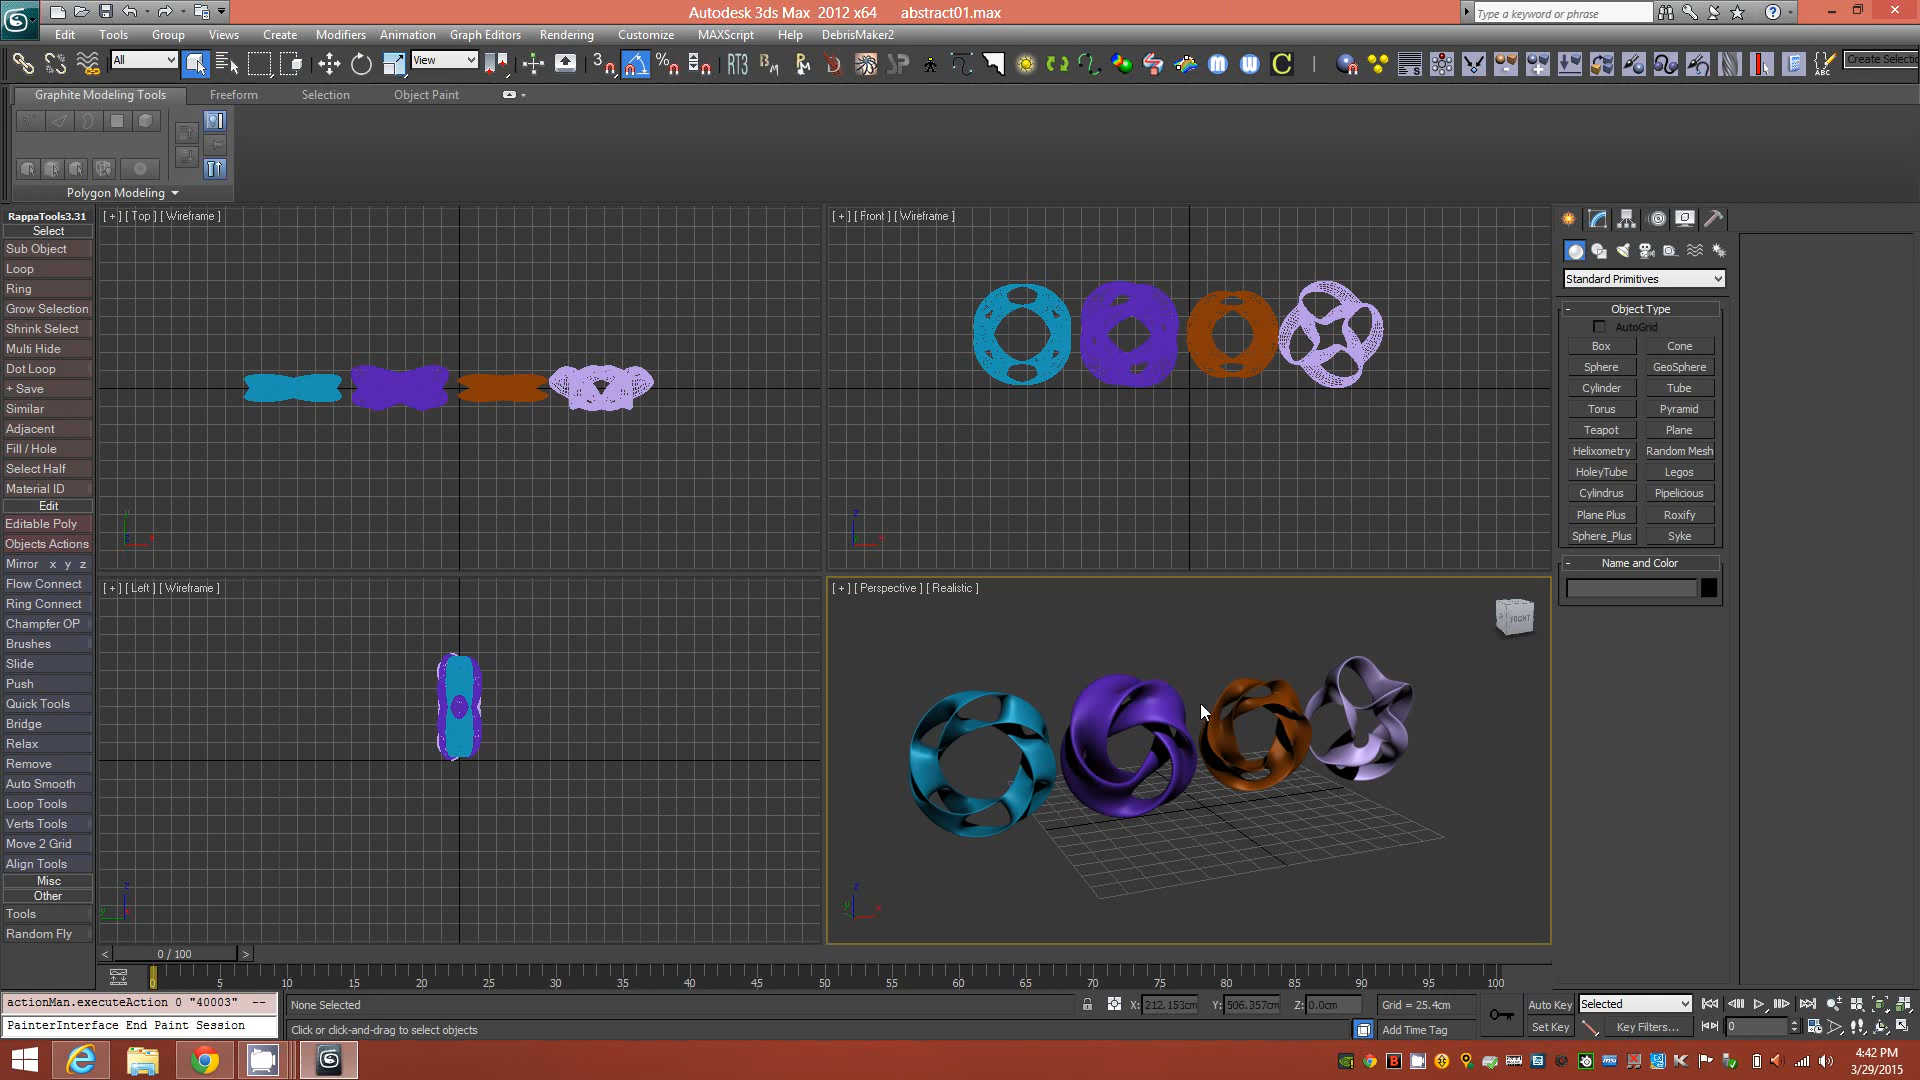 Autodesk 3ds Max 2012 x64 abstract01.max
Type a keyword or phrase
Edit Tools Group Views Create Modifiers Animation Graph Editors Rendering Customize MAXScript Help DebrisMaker2
All
View
RT3
Create Selectio
Graphite Modeling Tools Freeform Selection Object Paint
Polygon Modeling
RappaTools3.31
Select
Sub Object
Loop
Ring
Grow Selection
Shrink Select
Multi Hide
Dot Loop
+ Save
Similar
Adjacent
Fill / Hole
Select Half
Material ID
Edit
Editable Poly
Objects Actions
Mirror x y z
Flow Connect
Ring Connect
Champfer OP
Brushes
Slide
Push
Quick Tools
Bridge
Relax
Remove
Auto Smooth
Loop Tools
Verts Tools
Move 2 Grid
Align Tools
Misc
Other
Tools
Random Fly
[ + ] [ Top ] [ Wireframe ]
[ + ] [ Front ] [ Wireframe ]
[ + ] [ Left ] [ Wireframe ]
[ + ] [ Perspective ] [ Realistic ]
FRONT
Standard Primitives
- Object Type
AutoGrid
Box Cone
Sphere GeoSphere
Cylinder Tube
Torus Pyramid
Teapot Plane
Helixometry Random Mesh
HoleyTube Legos
Cylindrus Pipelicious
Plane Plus Roxify
Sphere_Plus Syke
- Name and Color
< 0 / 100 >
0 5 10 15 20 25 30 35 40 45 50 55 60 65 70 75 80 85 90 95 100
actionMan.executeAction 0 "40003" --
PainterInterface End Paint Session
None Selected
Click or click-and-drag to select objects
X: 212.153cm Y: 506.357cm Z: 0.0cm
Grid = 25.4cm
Add Time Tag
Auto Key Selected
Set Key Key Filters...
0
4:42 PM
3/29/2015